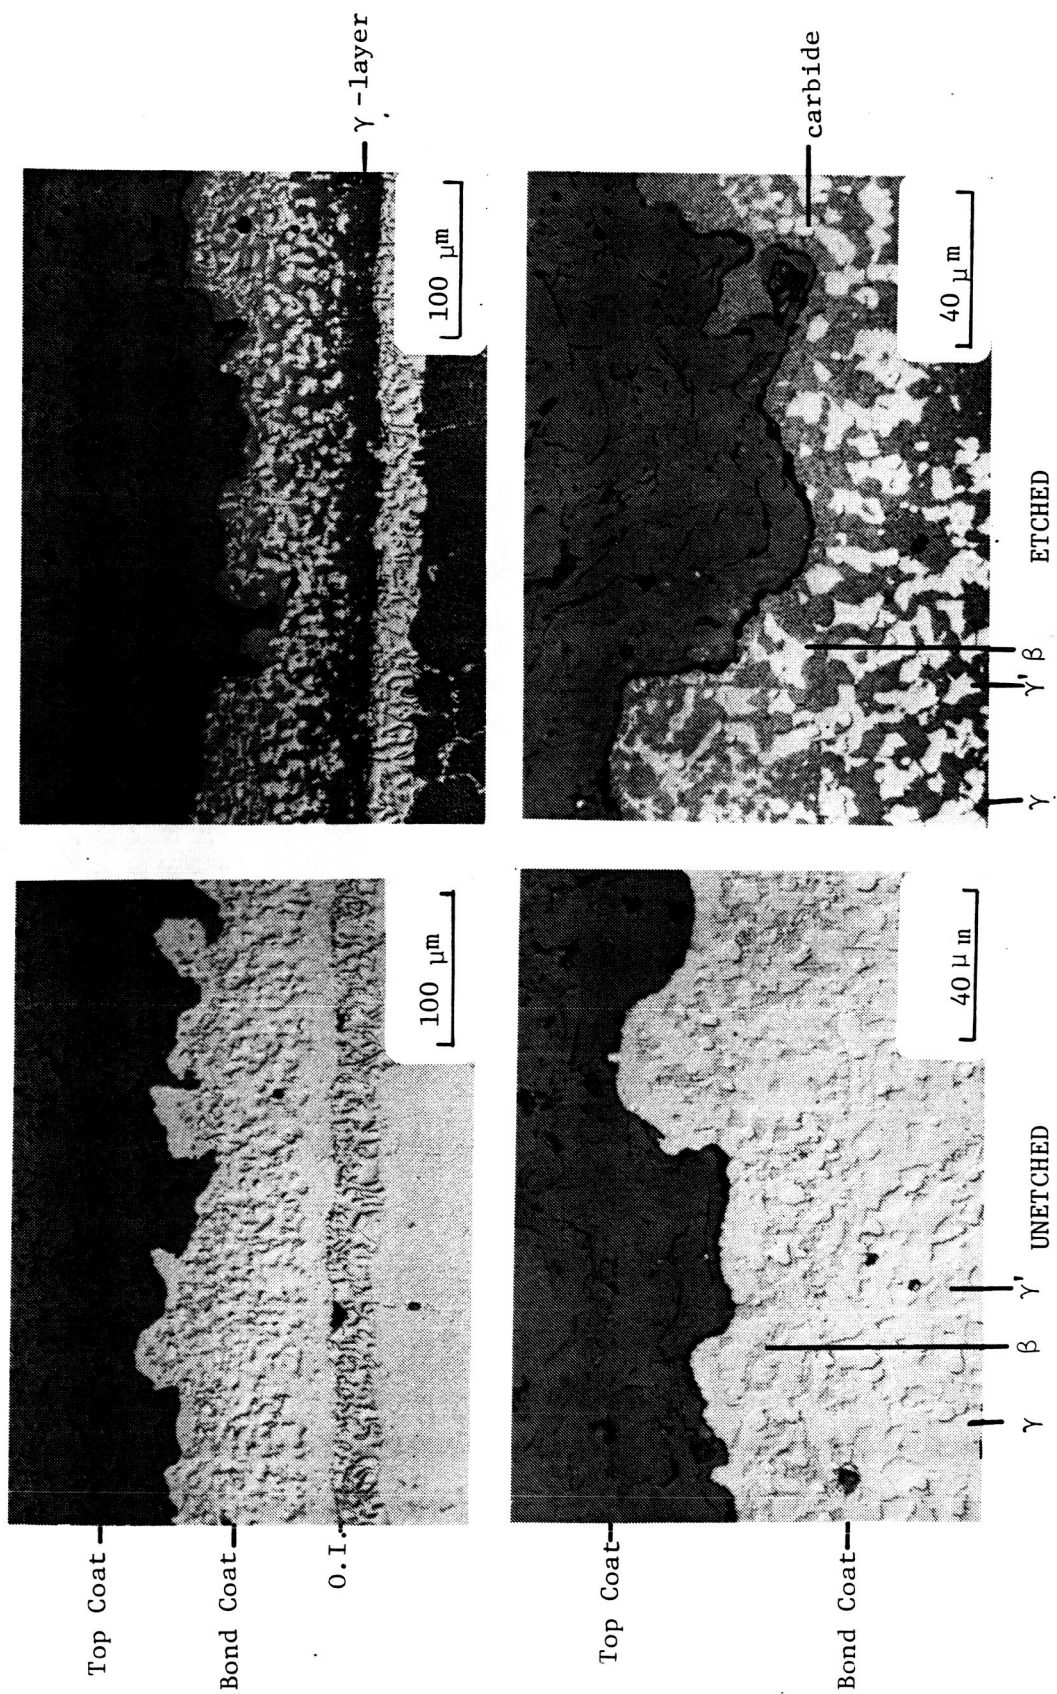 Top Coat
Bond Coat
O.I.
100 μm
100 μm
γ-layer
Top Coat
Bond Coat
40 μm
40 μm
carbide
γ
β
γ'
γ
γ'
β
UNETCHED
ETCHED